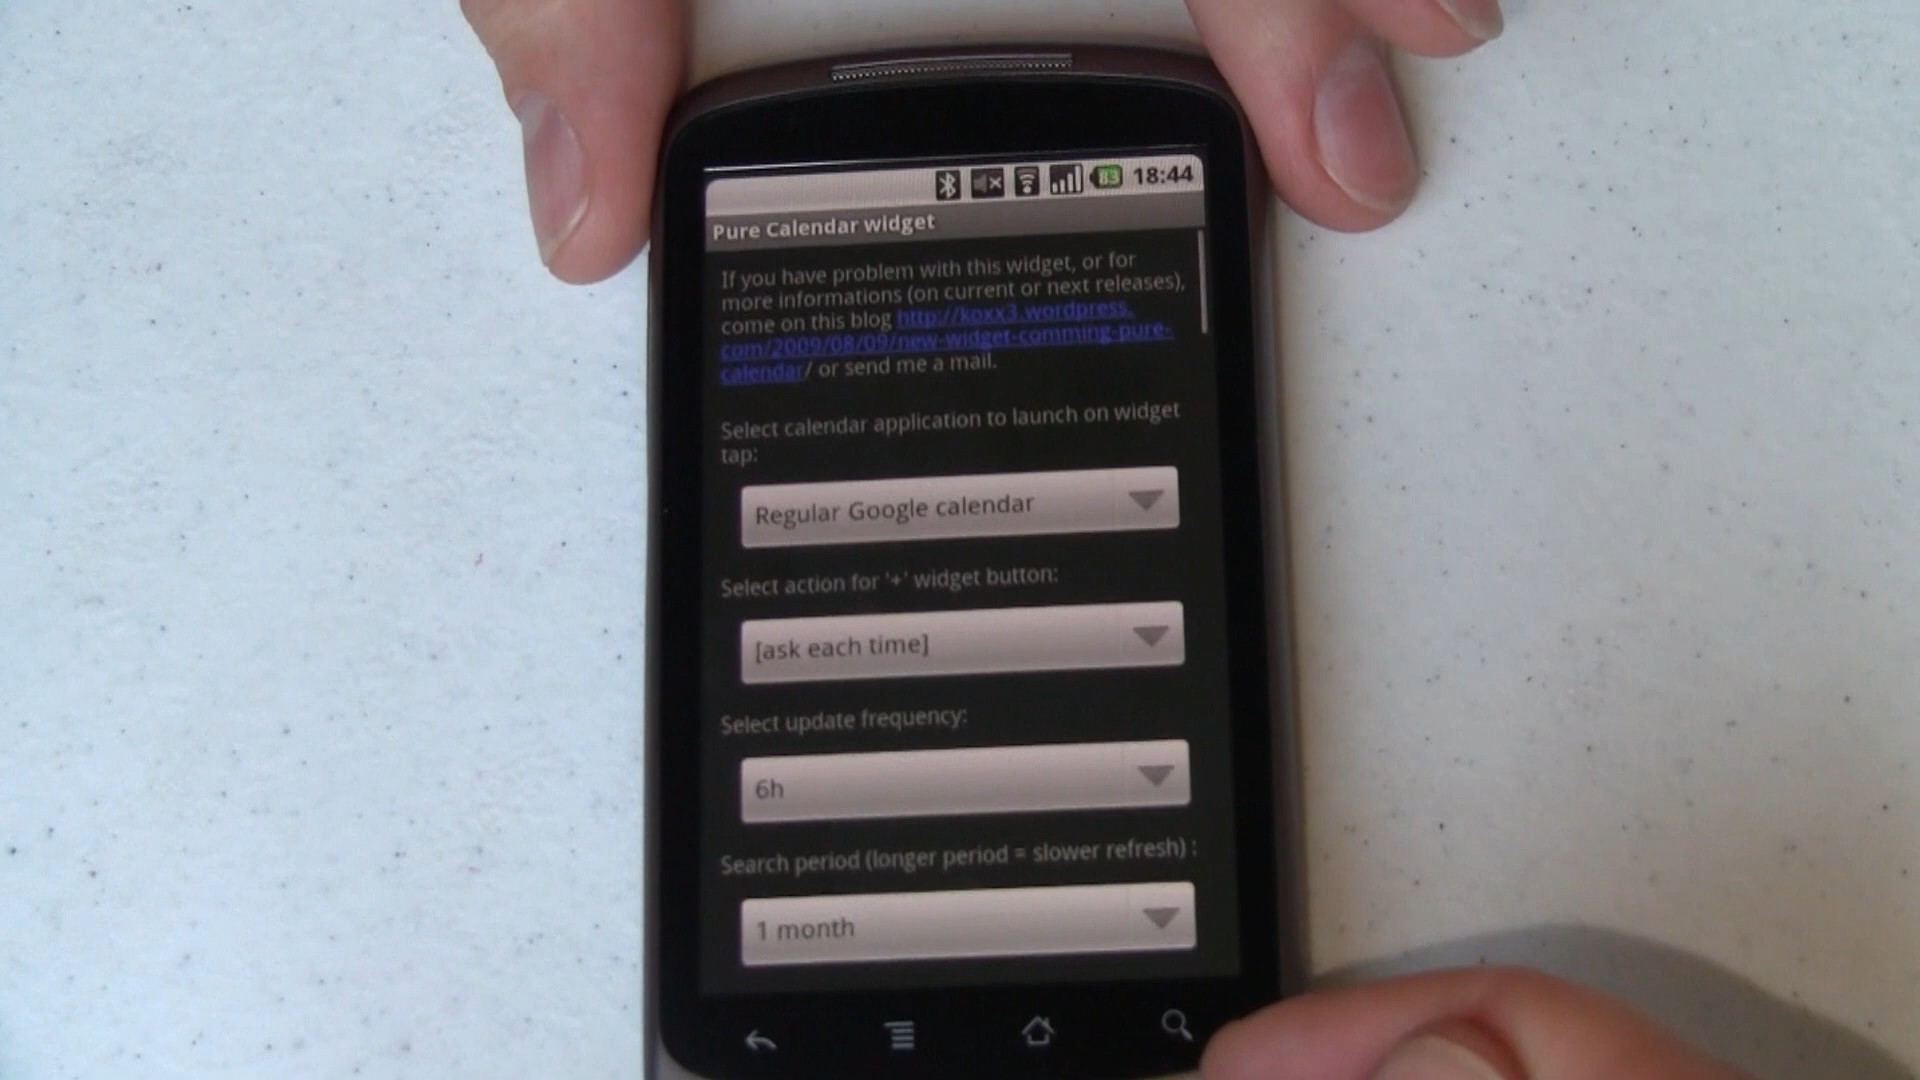 83 18:44
Pure Calendar widget
If you have problem with this widget, or for
more informations (on current or next releases),
come on this blog http://koxx3.wordpress.
com/2009/08/09/new-widget-comming-pure-
calendar/ or send me a mail.
Select calendar application to launch on widget
tap:
Regular Google calendar
Select action for '+' widget button:
[ask each time]
Select update frequency:
6h
Search period (longer period = slower refresh) :
1 month